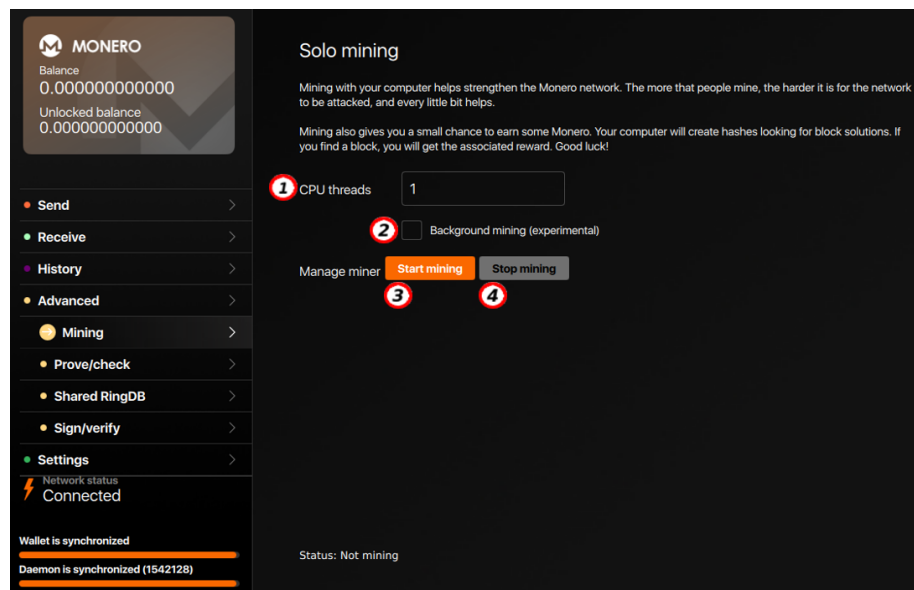 MONERO
Balance
0.000000000000
Unlocked balance
0.000000000000
Send
Receive
History
Advanced
Mining
Prove/check
Shared RingDB
Sign/verify
Settings
Network status
Connected
Wallet is synchronized
Daemon is synchronized (1542128)
Solo mining
Mining with your computer helps strengthen the Monero network. The more that people mine, the harder it is for the network
to be attacked, and every little bit helps.
Mining also gives you a small chance to earn some Monero. Your computer will create hashes looking for block solutions. If
you find a block, you will get the associated reward. Good luck!
1 CPU threads 1
2 Background mining (experimental)
Manage miner Start mining Stop mining
3 4
Status: Not mining